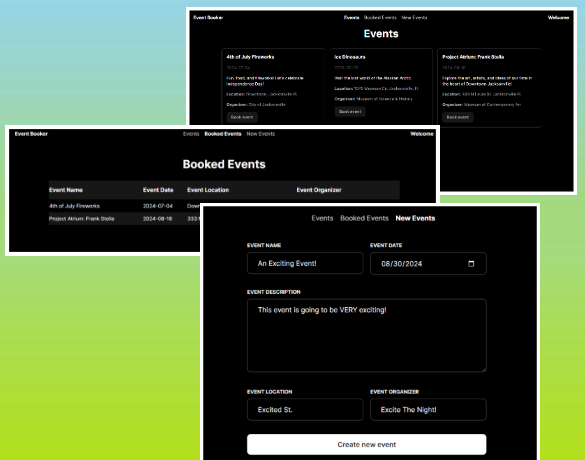 Event Booker
Events Booked Events New Events
Welcome
Events
4th of July Fireworks
2024-07-04
Fun, food, and fireworks! Let's celebrate
Independence Day!
Location: Downtown Jacksonville FL
Organizer: City of Jacksonville
Book event
Ice Dinosaurs
Visit the lost world of the Alaskan Arctic.
Location: 1025 Museum Cir, Jacksonville, FL
Organizer: Museum of Science & History
Book event
Project Atrium: Frank Stella
Explore the art, artists, and ideas of our time in
the heart of Downtown Jacksonville!
Location: 333 N Laura St, Jacksonville FL
Organizer: Museum of Contemporary Art
Book event
Event Booker
Events Booked Events New Events
Welcome
Booked Events
Event Name Event Date Event Location Event Organizer
4th of July Fireworks 2024-07-04
Project Atrium: Frank Stella 2024-08-18 333
Events Booked Events New Events
EVENT NAME EVENT DATE
An Exciting Event! 08/30/2024
EVENT DESCRIPTION
This event is going to be VERY exciting!
EVENT LOCATION EVENT ORGANIZER
Excited St. Excite The Night!
Create new event